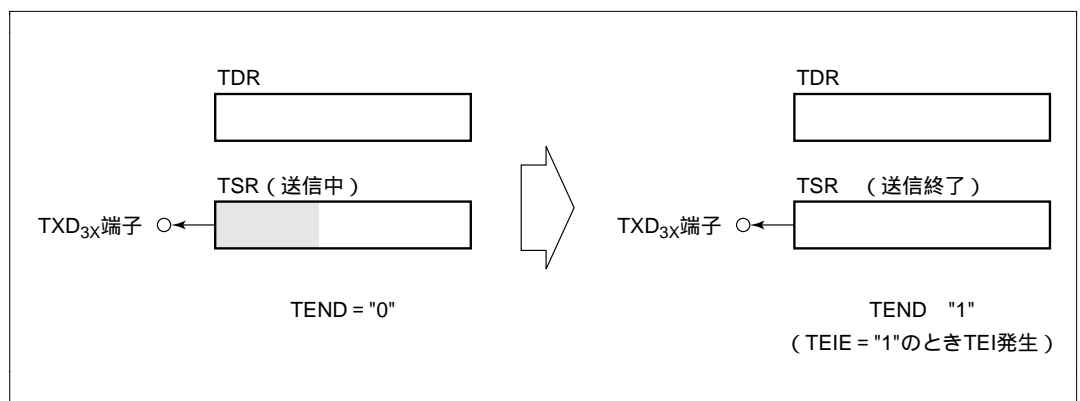 TDR
TSR（送信中）
TXD3X端子
TEND = "0"
TDR
TSR （送信終了）
TXD3X端子
TEND "1"
（TEIE = "1"のときTEI発生）